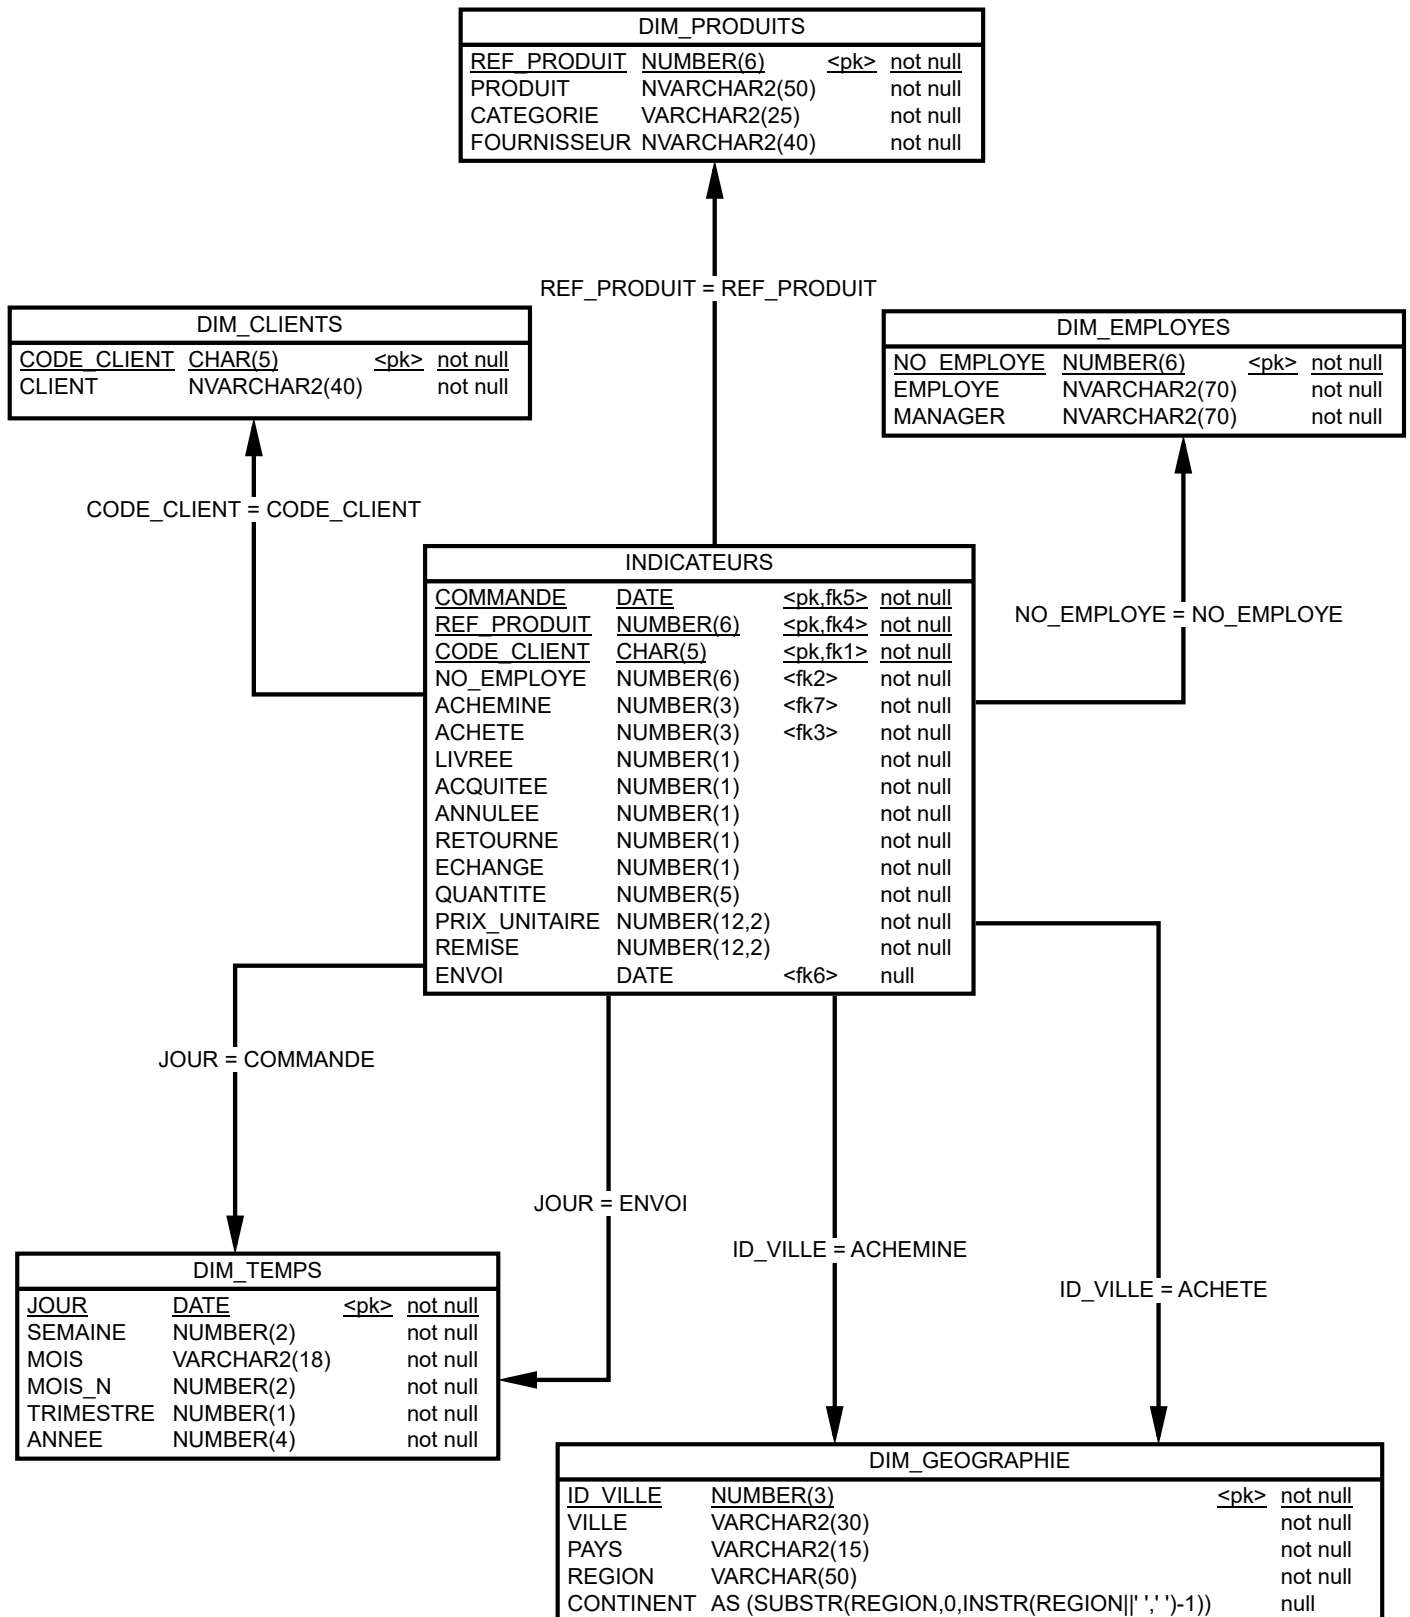 DIM_PRODUITS
REF_PRODUIT NUMBER(6) <pk> not null
PRODUIT NVARCHAR2(50) not null
CATEGORIE VARCHAR2(25) not null
FOURNISSEUR NVARCHAR2(40) not null
REF_PRODUIT = REF_PRODUIT
DIM_CLIENTS
CODE_CLIENT CHAR(5) <pk> not null
CLIENT NVARCHAR2(40) not null
DIM_EMPLOYES
NO_EMPLOYE NUMBER(6) <pk> not null
EMPLOYE NVARCHAR2(70) not null
MANAGER NVARCHAR2(70) not null
CODE_CLIENT = CODE_CLIENT
NO_EMPLOYE = NO_EMPLOYE
INDICATEURS
COMMANDE DATE <pk,fk5> not null
REF_PRODUIT NUMBER(6) <pk,fk4> not null
CODE_CLIENT CHAR(5) <pk,fk1> not null
NO_EMPLOYE NUMBER(6) <fk2> not null
ACHEMINE NUMBER(3) <fk7> not null
ACHETE NUMBER(3) <fk3> not null
LIVREE NUMBER(1) not null
ACQUITEE NUMBER(1) not null
ANNULEE NUMBER(1) not null
RETOURNE NUMBER(1) not null
ECHANGE NUMBER(1) not null
QUANTITE NUMBER(5) not null
PRIX_UNITAIRE NUMBER(12,2) not null
REMISE NUMBER(12,2) not null
ENVOI DATE <fk6> null
JOUR = COMMANDE
JOUR = ENVOI
ID_VILLE = ACHEMINE
ID_VILLE = ACHETE
DIM_TEMPS
JOUR DATE <pk> not null
SEMAINE NUMBER(2) not null
MOIS VARCHAR2(18) not null
MOIS_N NUMBER(2) not null
TRIMESTRE NUMBER(1) not null
ANNEE NUMBER(4) not null
DIM_GEOGRAPHIE
ID_VILLE NUMBER(3) <pk> not null
VILLE VARCHAR2(30) not null
PAYS VARCHAR2(15) not null
REGION VARCHAR(50) not null
CONTINENT AS (SUBSTR(REGION,0,INSTR(REGION||' ',' ')-1)) null